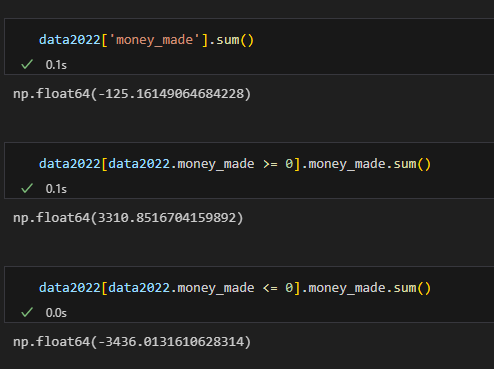 data2022['money_made'].sum()
0.1s
np.float64(-125.16149064684228)
data2022[data2022.money_made >= 0].money_made.sum()
0.1s
np.float64(3310.8516704159892)
data2022[data2022.money_made <= 0].money_made.sum()
0.0s
np.float64(-3436.0131610628314)